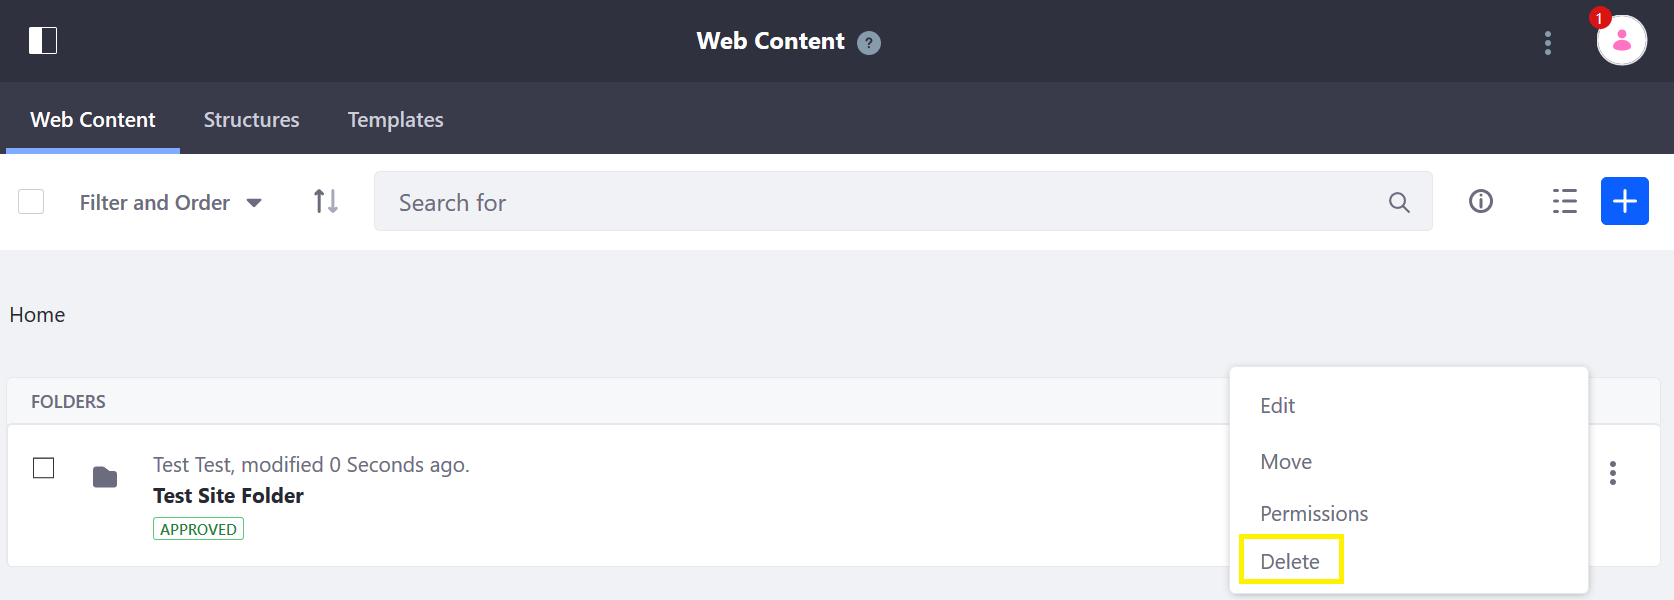 Web Content ?
1
Web Content Structures Templates
Filter and Order
Search for
Home
FOLDERS
Test Test, modified 0 Seconds ago.
Test Site Folder
APPROVED
Edit
Move
Permissions
Delete